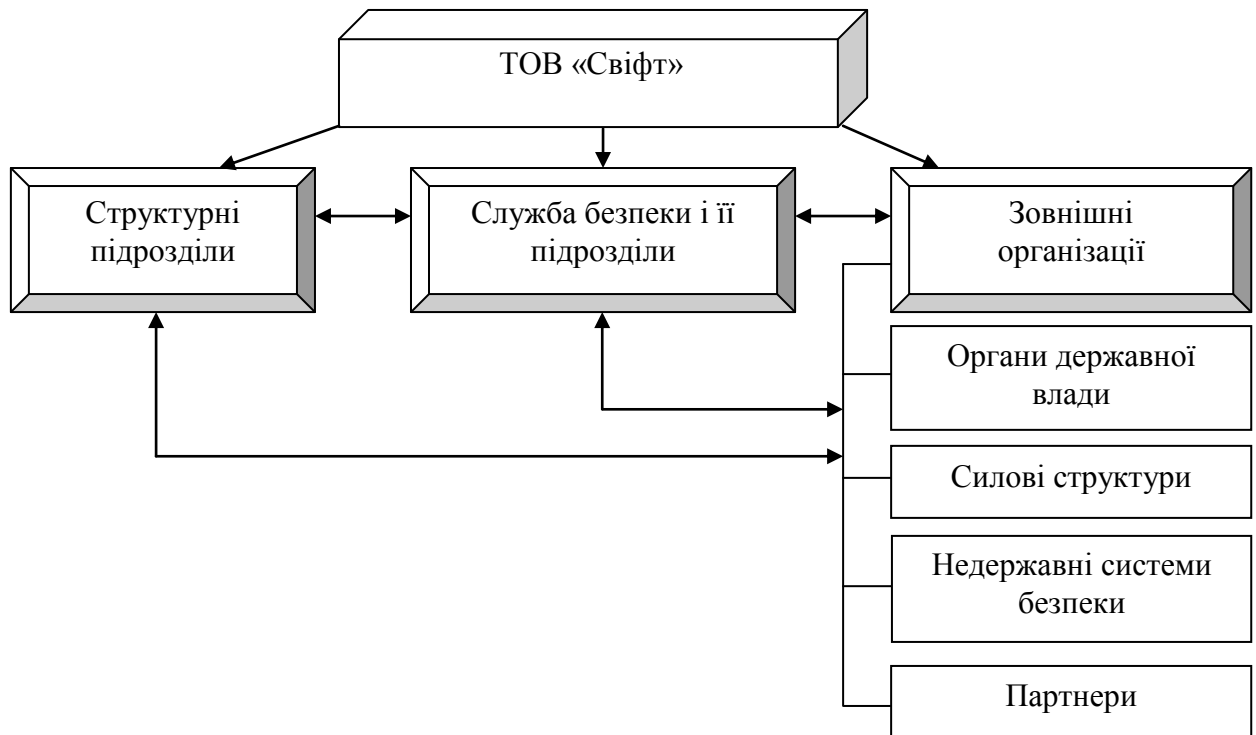 ТОВ «Свіфт»
Структурні
підрозділи
Служба безпеки і її
підрозділи
Зовнішні
організації
Органи державної
влади
Силові структури
Недержавні системи
безпеки
Партнери